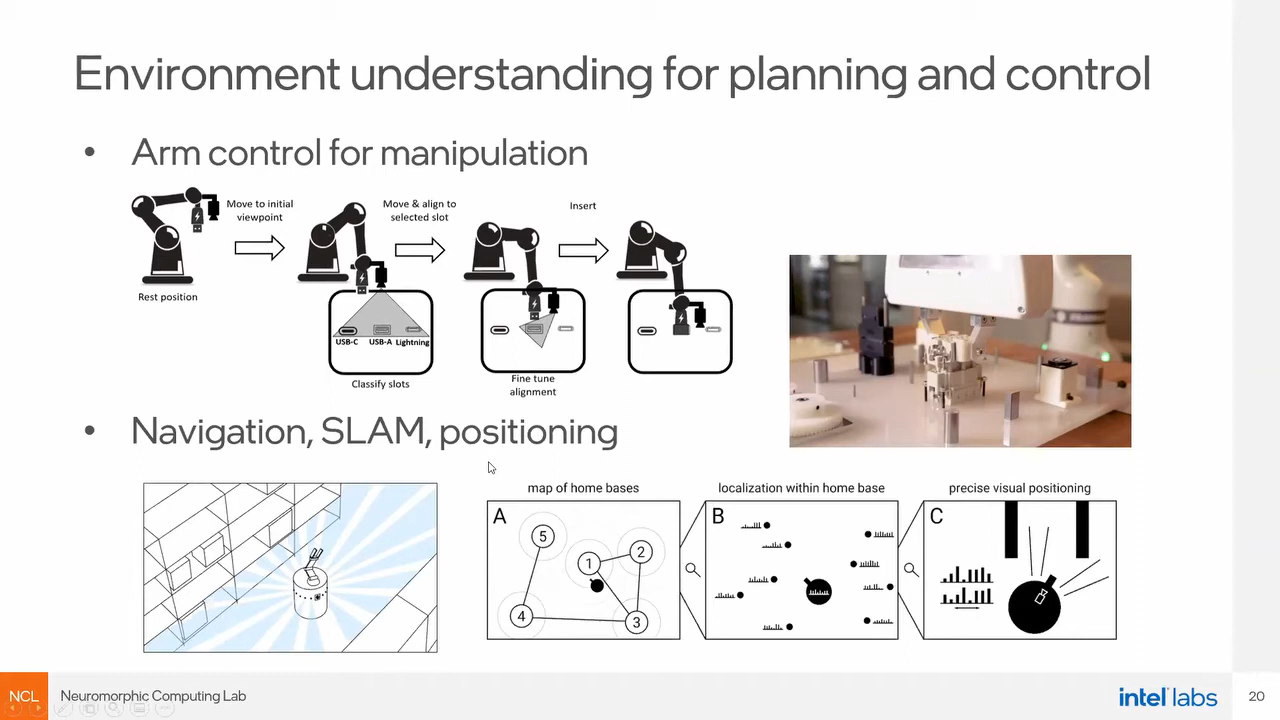 Environment understanding for planning and control
• Arm control for manipulation
Move to initial
viewpoint
Move & align to
selected slot
Insert
Rest position
USB-C USB-A Lightning
Classify slots
Fine tune
alignment
• Navigation, SLAM, positioning
map of home bases
localization within home base
precise visual positioning
A
5
1
2
4
3
B
C
NCL Neuromorphic Computing Lab
intel labs
20